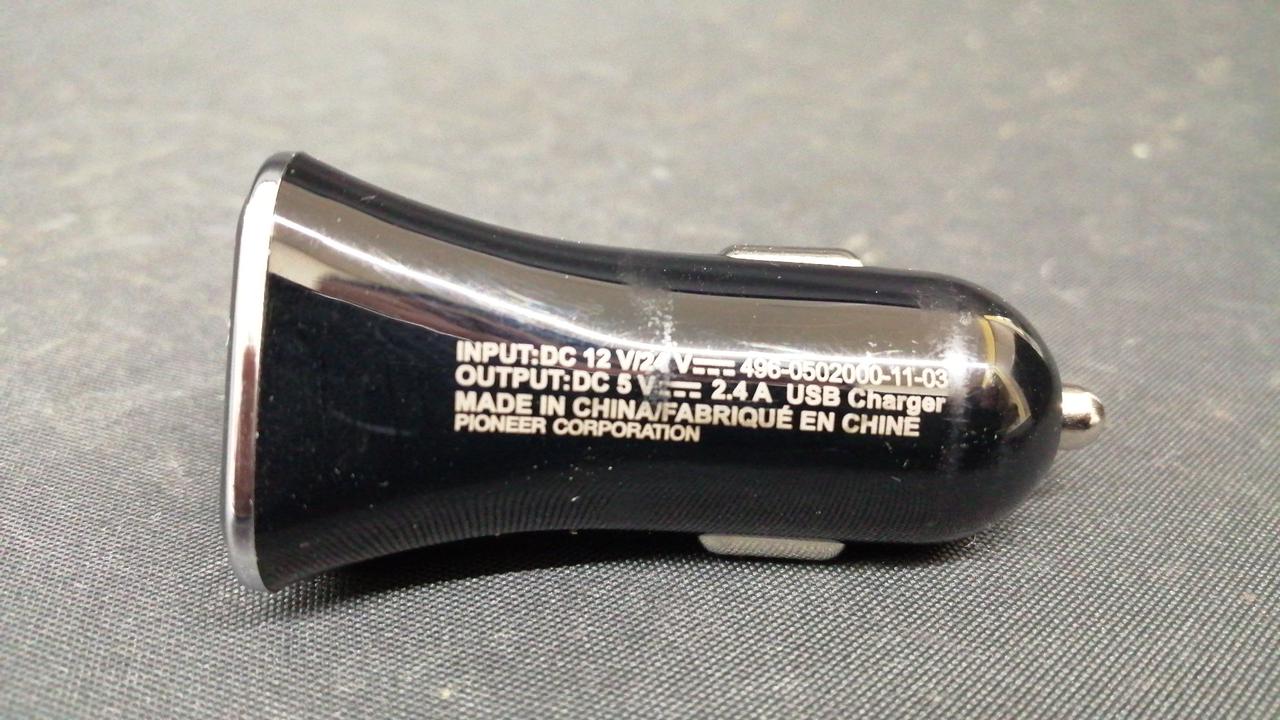 INPUT:DC 12 V/24 V⎓ 496-0502000-11-03
OUTPUT:DC 5 V⎓ 2.4 A USB Charger
MADE IN CHINA/FABRIQUÉ EN CHINE
PIONEER CORPORATION